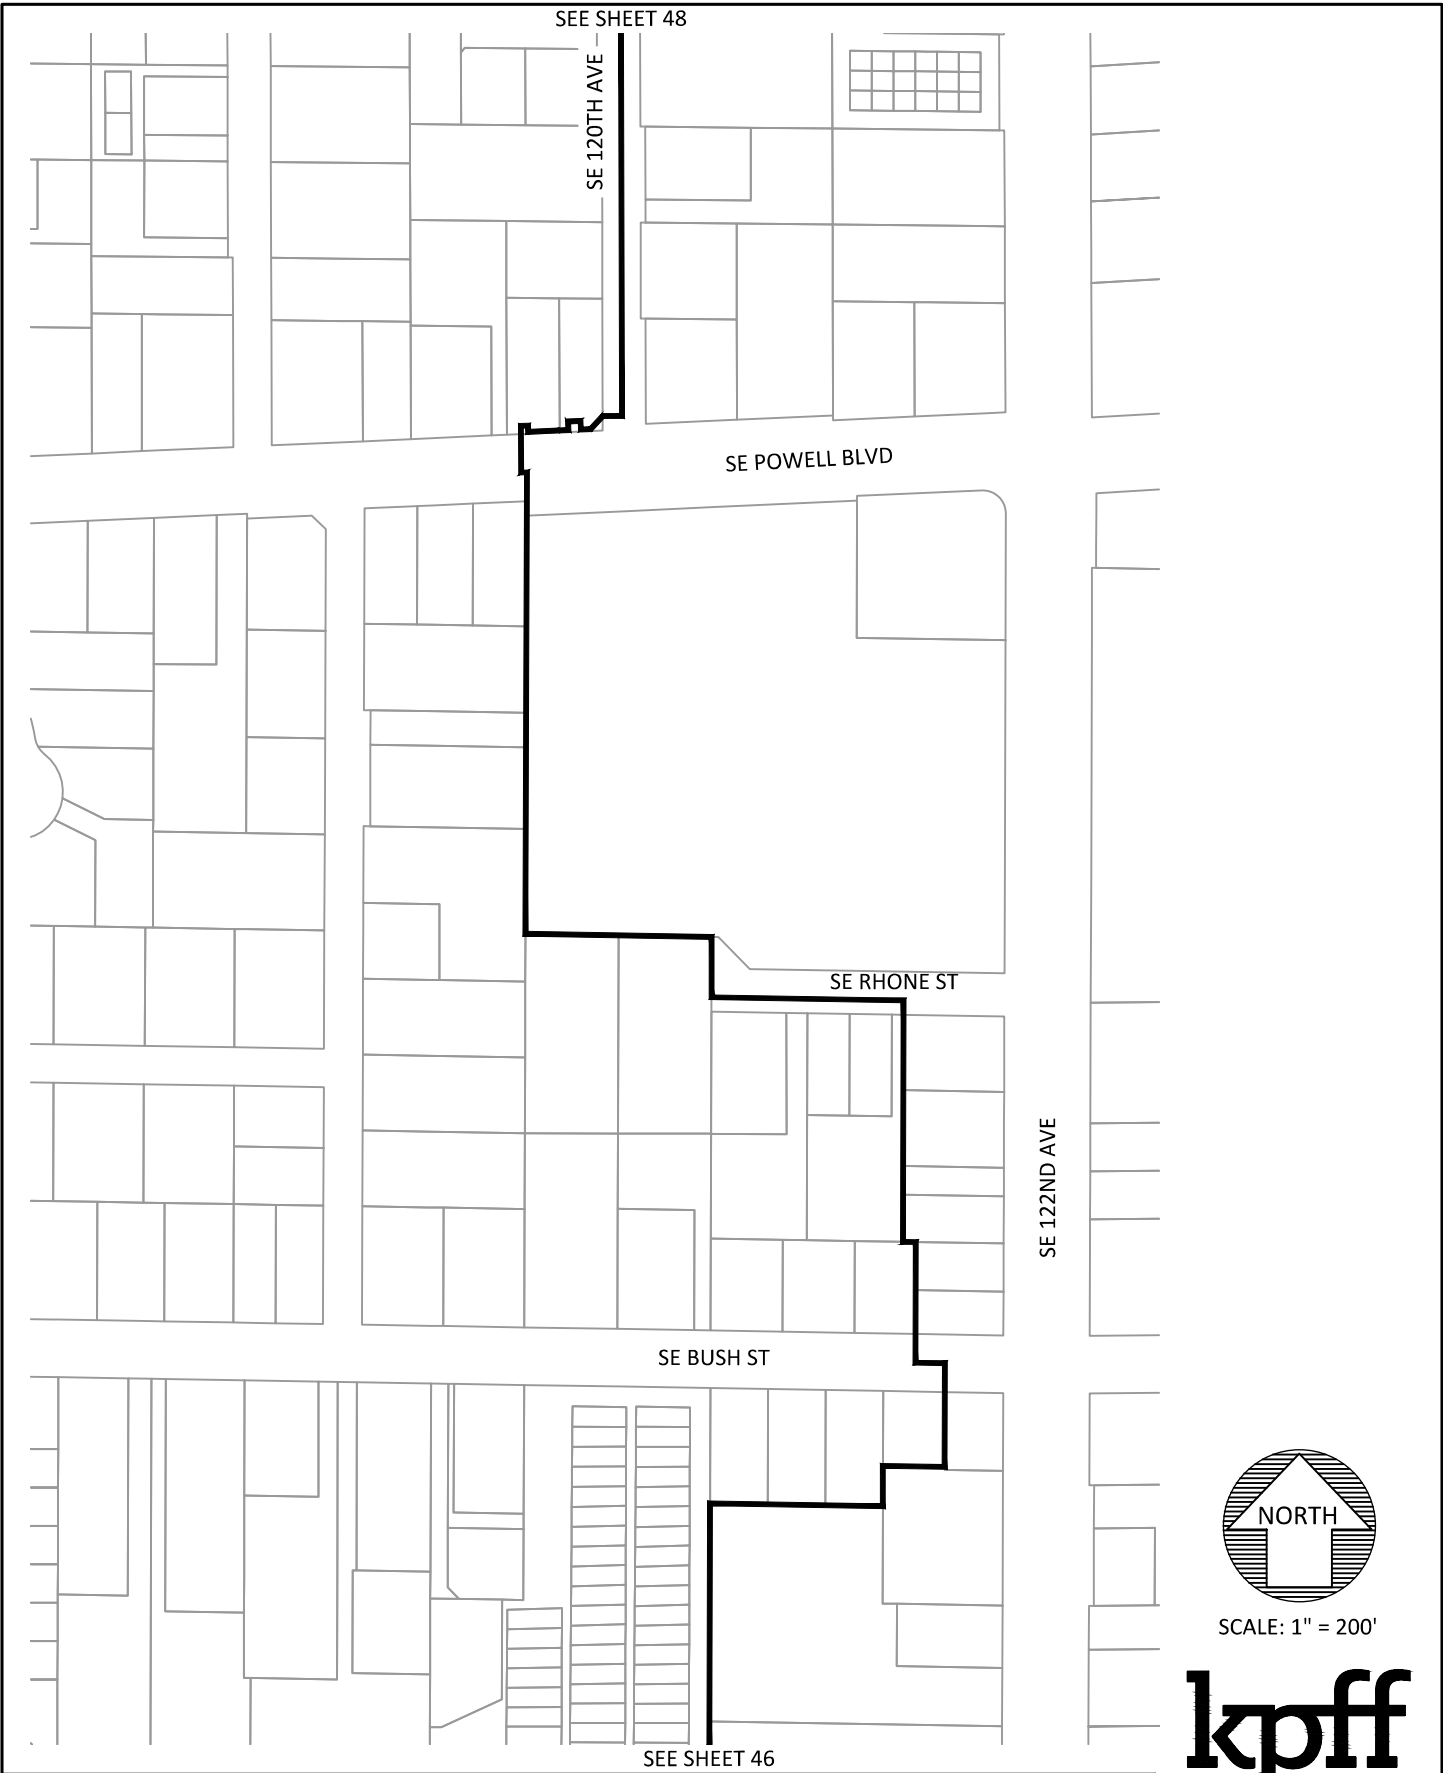 SEE SHEET 48
SE 120TH AVE
SE POWELL BLVD
SE RHONE ST
SE 122ND AVE
SE BUSH ST
NORTH
SCALE: 1" = 200'
kpff
SEE SHEET 46